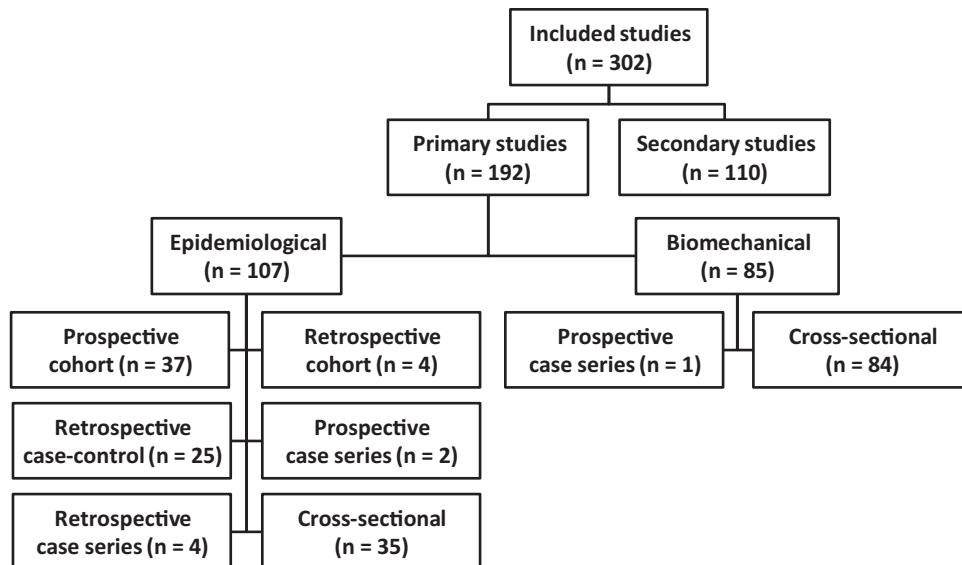 Included studies
(n = 302)
Primary studies
(n = 192)
Secondary studies
(n = 110)
Epidemiological
(n = 107)
Biomechanical
(n = 85)
Prospective
cohort (n = 37)
Retrospective
cohort (n = 4)
Prospective
case series (n = 1)
Cross-sectional
(n = 84)
Retrospective
case-control (n = 25)
Prospective
case series (n = 2)
Retrospective
case series (n = 4)
Cross-sectional
(n = 35)